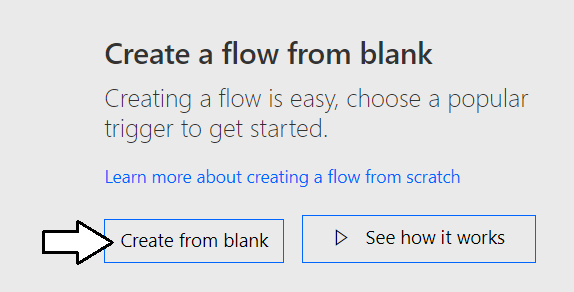 Create a flow from blank
Creating a flow is easy, choose a popular
trigger to get started.
Learn more about creating a flow from scratch
Create from blank
See how it works